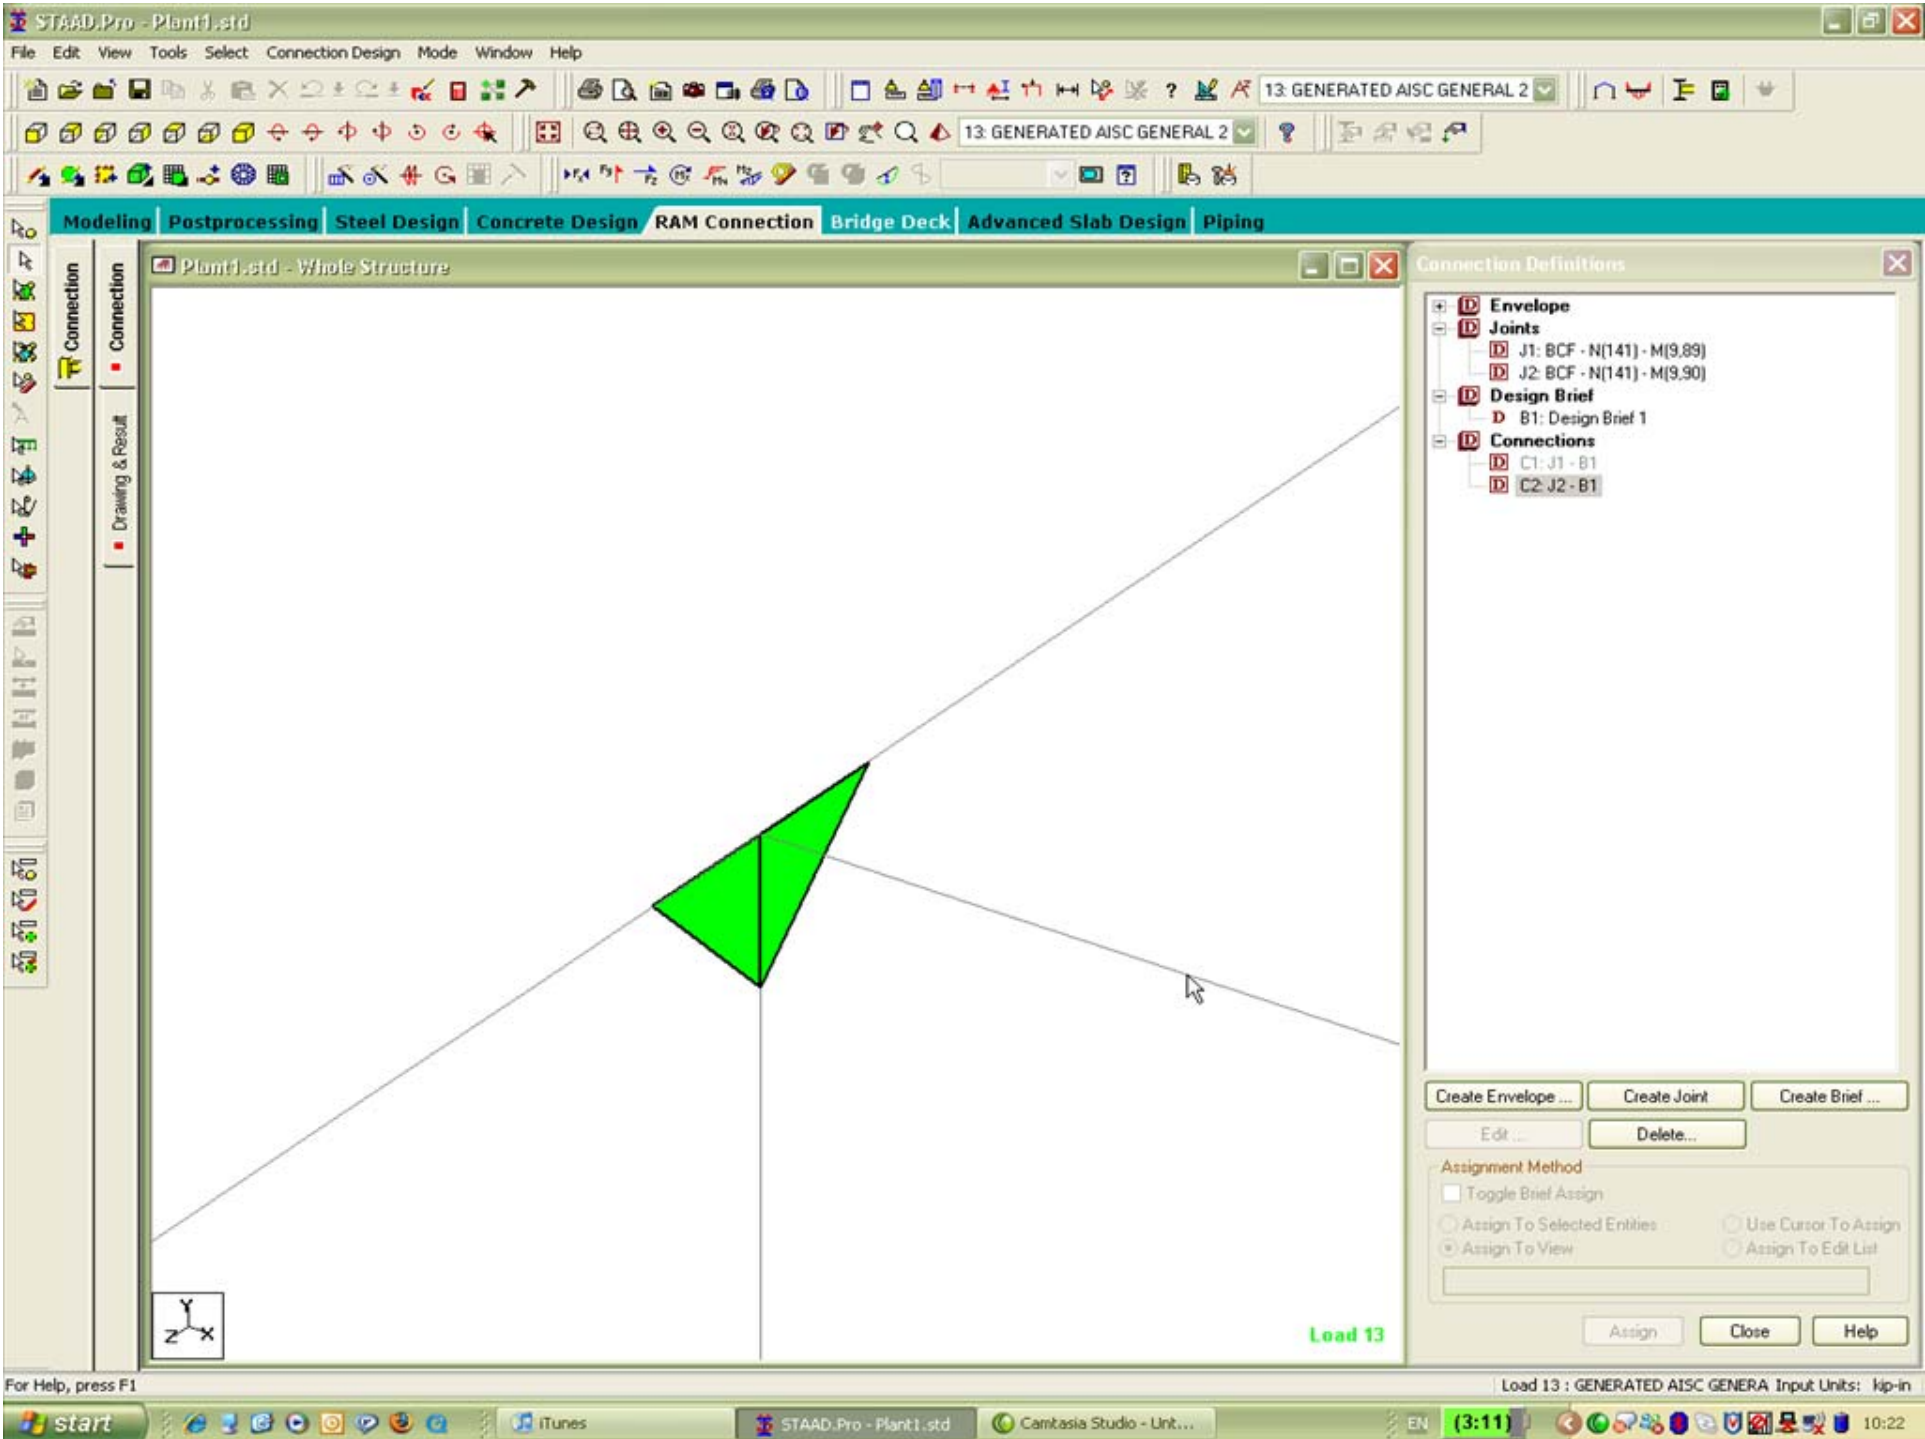 STAAD.Pro - Plant1.std
File Edit View Tools Select Connection Design Mode Window Help
13: GENERATED AISC GENERAL 2
13: GENERATED AISC GENERAL 2
Modeling Postprocessing Steel Design Concrete Design RAM Connection Bridge Deck Advanced Slab Design Piping
Connection
Connection
Drawing & Result
Plant1.std - Whole Structure
Load 13
Y
Z X
Connection Definitions
Envelope
Joints
J1: BCF - N(141) - M(9,89)
J2: BCF - N(141) - M(9,90)
Design Brief
B1: Design Brief 1
Connections
C1: J1 - B1
C2: J2 - B1
Create Envelope ... Create Joint Create Brief ...
Edit ... Delete...
Assignment Method
Toggle Brief Assign
Assign To Selected Entities Use Cursor To Assign
Assign To View Assign To Edit List
Assign Close Help
For Help, press F1
Load 13 : GENERATED AISC GENERA Input Units: kip-in
start iTunes STAAD.Pro - Plant1.std Camtasia Studio - Unt... EN (3:11) 10:22